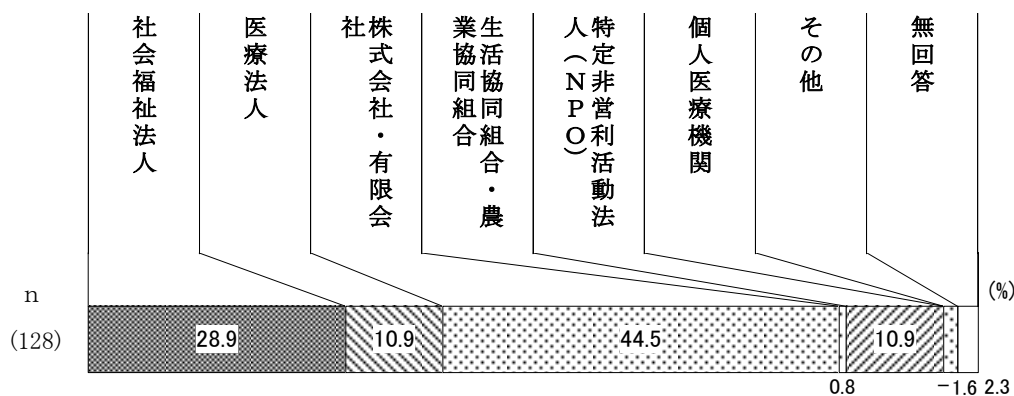 社会福祉法人
医療法人
株式会社・有限会
社
生活協同組合・農
業協同組合
特定非営利活動法
人（ＮＰＯ）
個人医療機関
その他
無回答
(%)
n
(128)
28.9
10.9
44.5
10.9
0.8
-
1.6
2.3